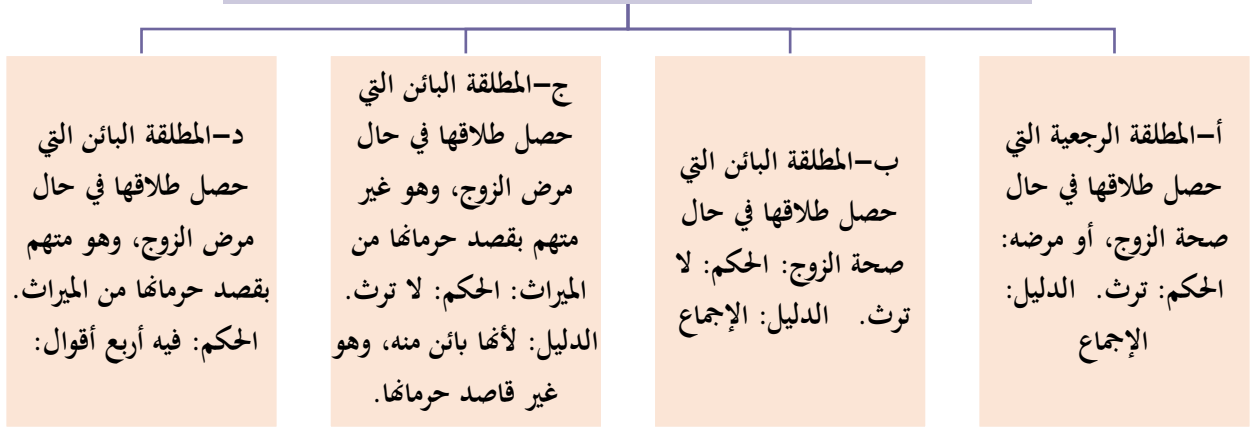 أ–المطلقة الرجعية التي
حصل طلاقها في حال
صحة الزوج، أو مرضه:
الحكم: ترث. الدليل:
الإجماع
ب–المطلقة البائن التي
حصل طلاقها في حال
صحة الزوج: الحكم: لا
ترث. الدليل: الإجماع
ج–المطلقة البائن التي
حصل طلاقها في حال
مرض الزوج، وهو غير
متهم بقصد حرمانها من
الميراث: الحكم: لا ترث.
الدليل: لأنها بائن منه، وهو
غير قاصد حرمانها.
د–المطلقة البائن التي
حصل طلاقها في حال
مرض الزوج، وهو متهم
بقصد حرمانها من الميراث.
الحكم: فيه أربع أقوال: